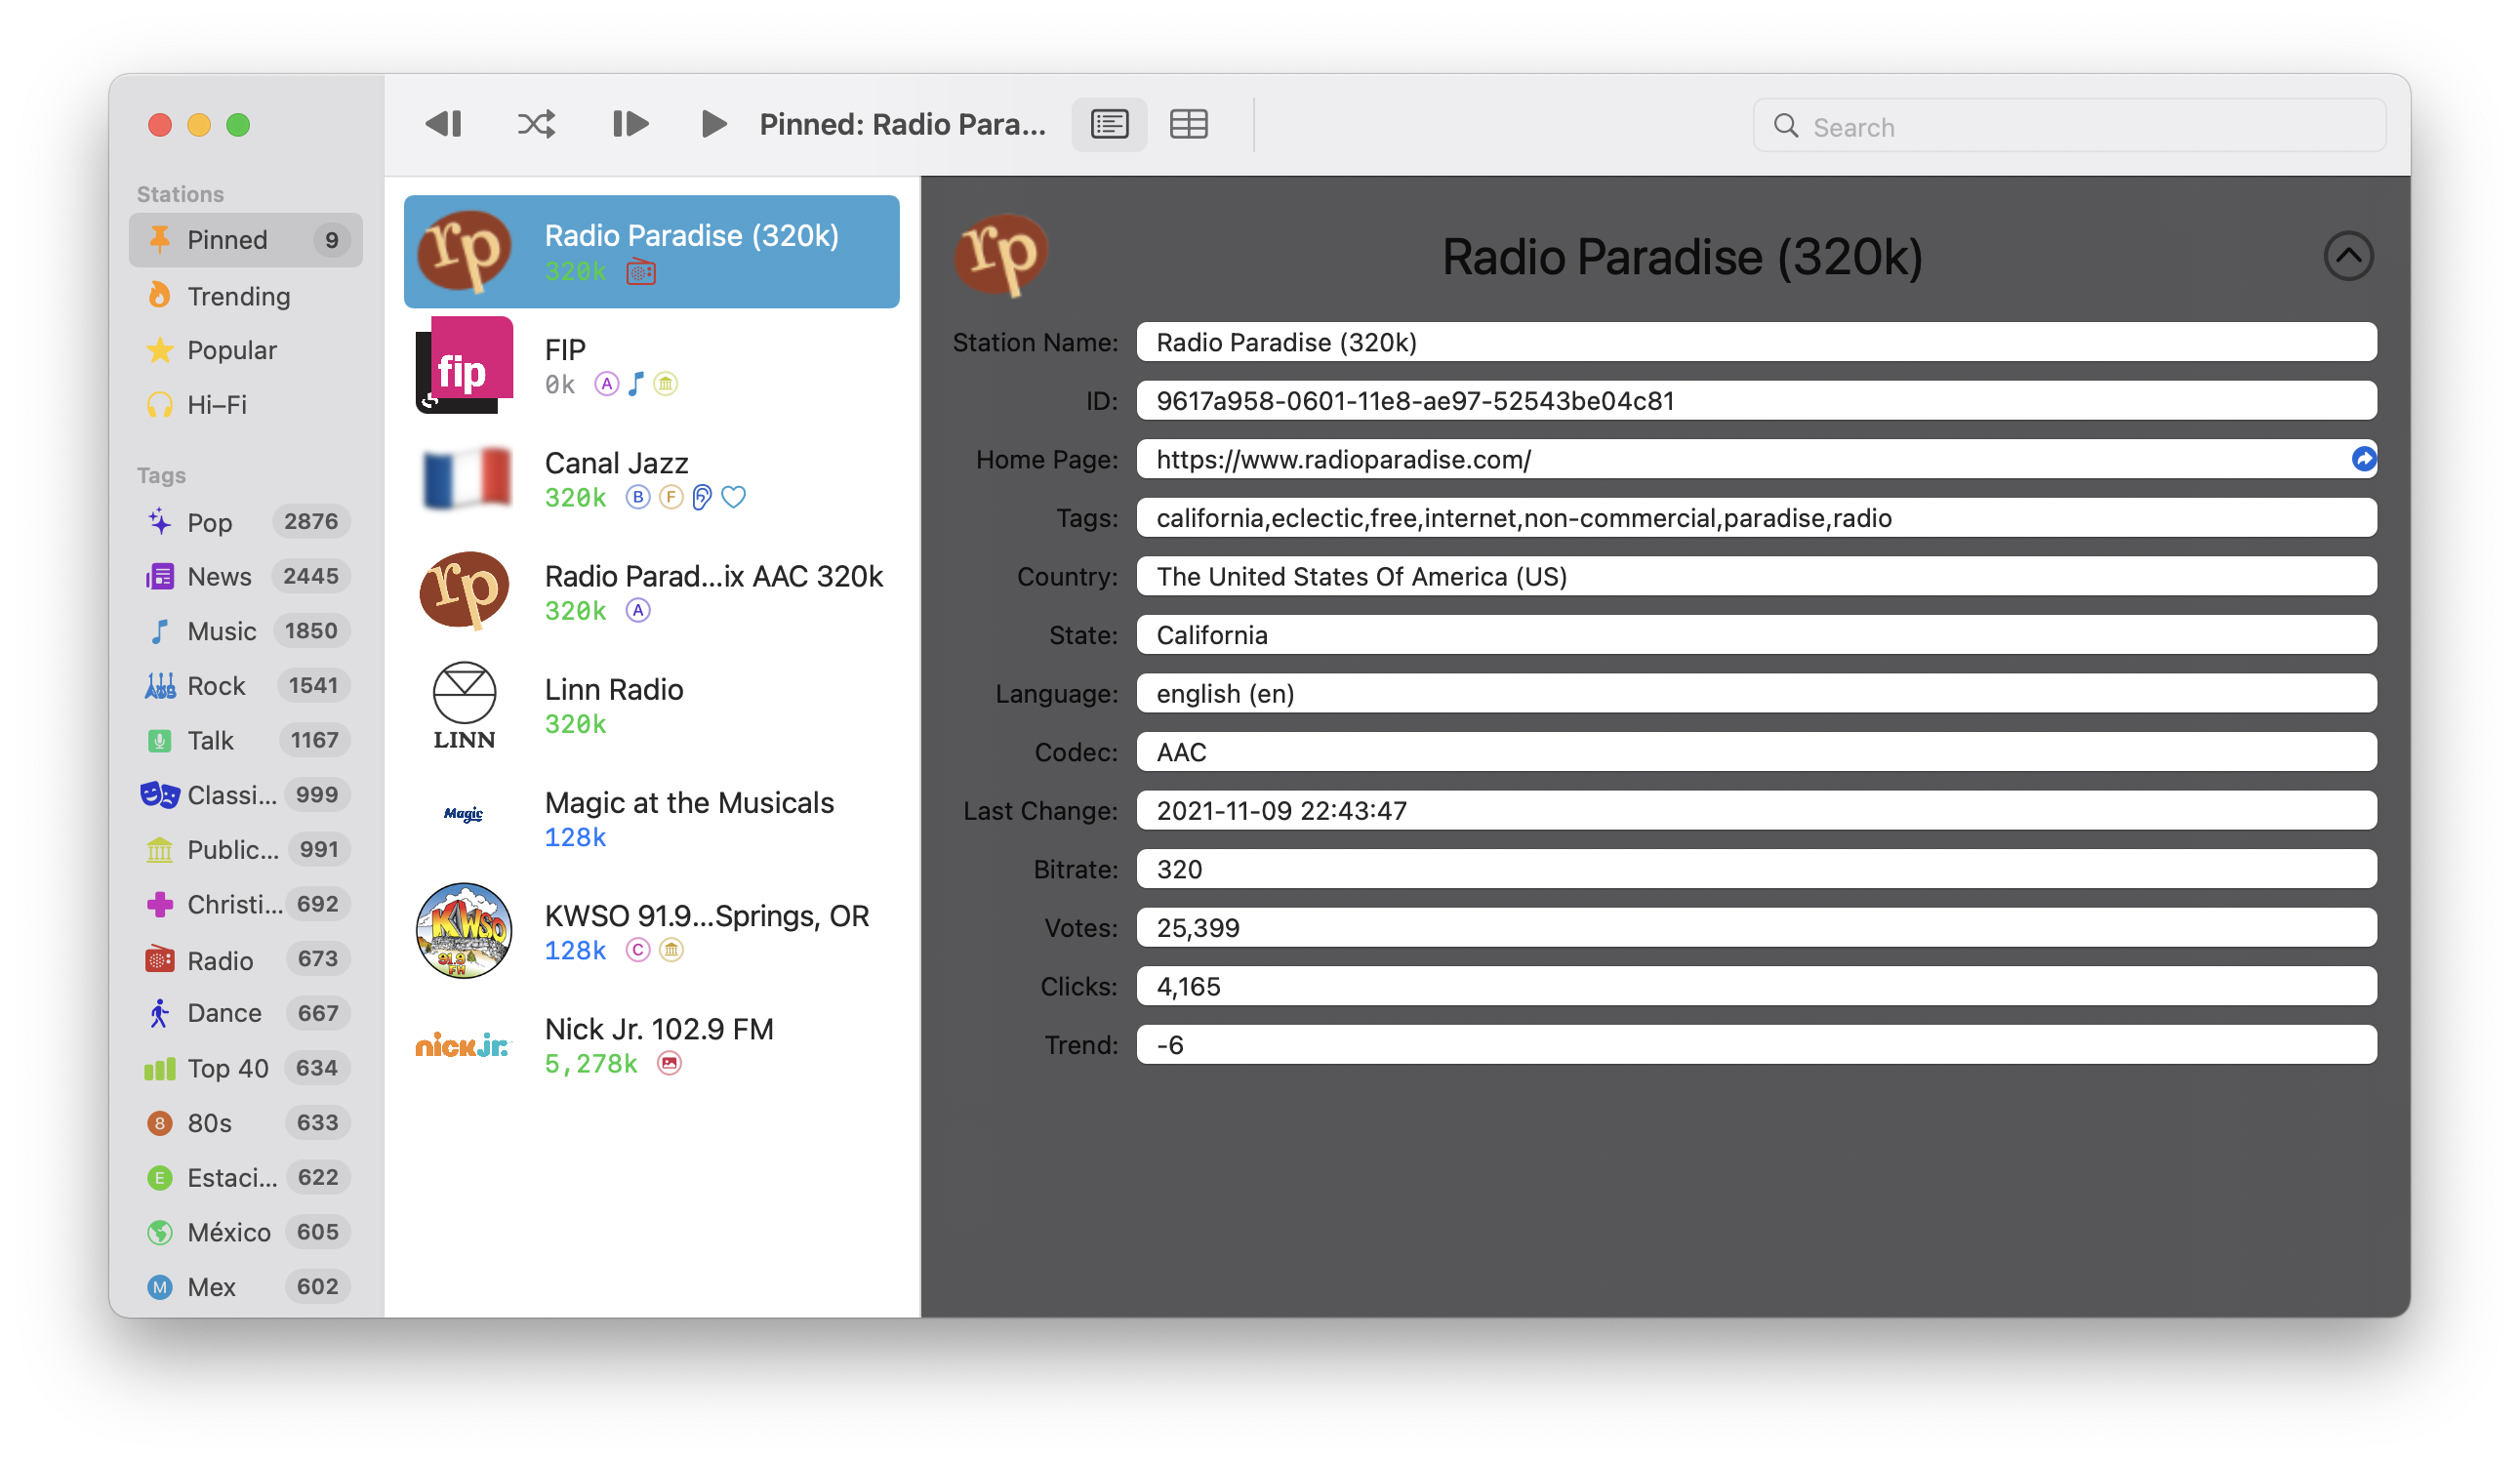 Pinned: Radio Para...
Search
Stations
Pinned 9
Trending
Popular
Hi–Fi
Tags
Pop 2876
News 2445
Music 1850
Rock 1541
Talk 1167
Classi... 999
Public... 991
Christi... 692
Radio 673
Dance 667
Top 40 634
8 80s 633
E Estaci... 622
México 605
M Mex 602
rp Radio Paradise (320k)
320k
fip FIP
0k A
Canal Jazz
320k B F
rp Radio Parad...ix AAC 320k
320k A
LINN Linn Radio
320k
Magic Magic at the Musicals
128k
KWSO 91.9 FM KWSO 91.9...Springs, OR
128k C
nick jr. Nick Jr. 102.9 FM
5,278k
rp Radio Paradise (320k)
Station Name: Radio Paradise (320k)
ID: 9617a958-0601-11e8-ae97-52543be04c81
Home Page: https://www.radioparadise.com/
Tags: california,eclectic,free,internet,non-commercial,paradise,radio
Country: The United States Of America (US)
State: California
Language: english (en)
Codec: AAC
Last Change: 2021-11-09 22:43:47
Bitrate: 320
Votes: 25,399
Clicks: 4,165
Trend: -6